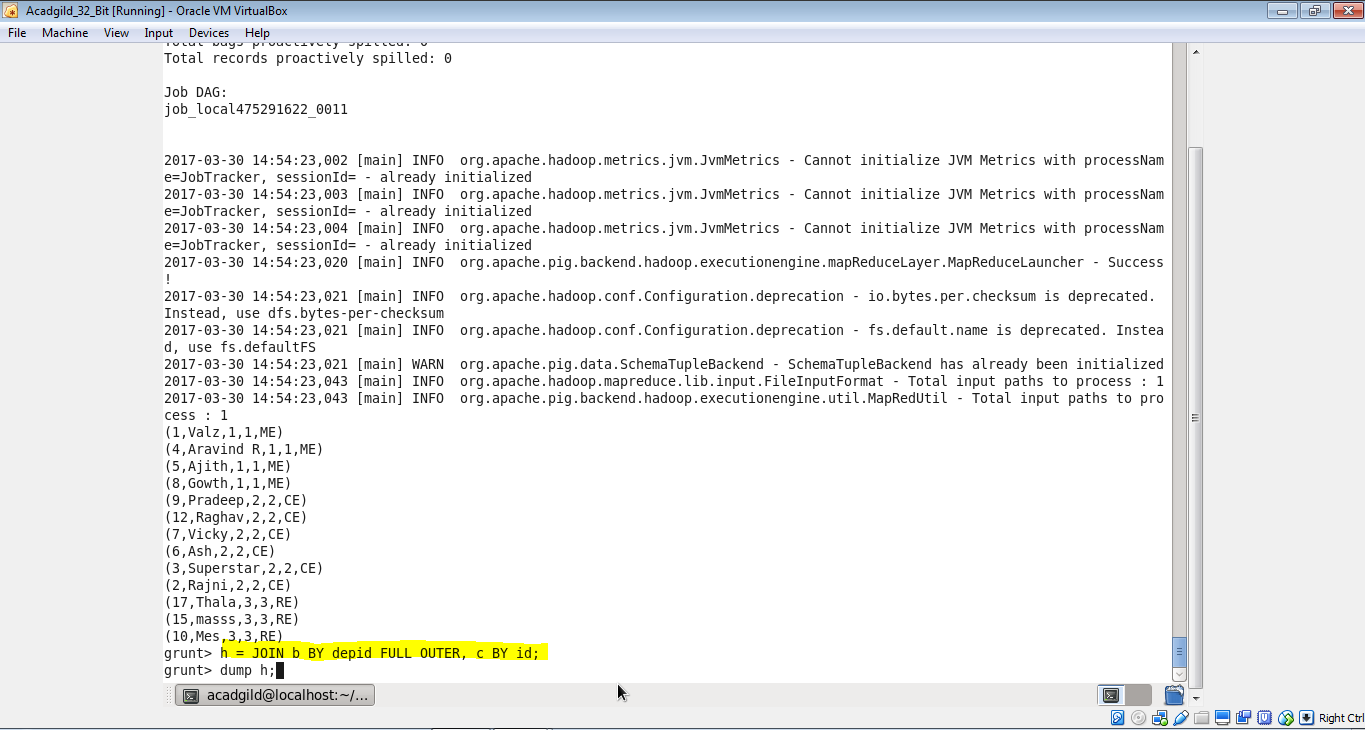 Acadgild_32_Bit [Running] - Oracle VM VirtualBox
File Machine View Input Devices Help
Total bags proactively spilled: 0
Total records proactively spilled: 0
Job DAG:
job_local475291622_0011
2017-03-30 14:54:23,002 [main] INFO  org.apache.hadoop.metrics.jvm.JvmMetrics - Cannot initialize JVM Metrics with processNam
e=JobTracker, sessionId= - already initialized
2017-03-30 14:54:23,003 [main] INFO  org.apache.hadoop.metrics.jvm.JvmMetrics - Cannot initialize JVM Metrics with processNam
e=JobTracker, sessionId= - already initialized
2017-03-30 14:54:23,004 [main] INFO  org.apache.hadoop.metrics.jvm.JvmMetrics - Cannot initialize JVM Metrics with processNam
e=JobTracker, sessionId= - already initialized
2017-03-30 14:54:23,020 [main] INFO  org.apache.pig.backend.hadoop.executionengine.mapReduceLayer.MapReduceLauncher - Success
!
2017-03-30 14:54:23,021 [main] INFO  org.apache.hadoop.conf.Configuration.deprecation - io.bytes.per.checksum is deprecated.
Instead, use dfs.bytes-per-checksum
2017-03-30 14:54:23,021 [main] INFO  org.apache.hadoop.conf.Configuration.deprecation - fs.default.name is deprecated. Instea
d, use fs.defaultFS
2017-03-30 14:54:23,021 [main] WARN  org.apache.pig.data.SchemaTupleBackend - SchemaTupleBackend has already been initialized
2017-03-30 14:54:23,043 [main] INFO  org.apache.hadoop.mapreduce.lib.input.FileInputFormat - Total input paths to process : 1
2017-03-30 14:54:23,043 [main] INFO  org.apache.pig.backend.hadoop.executionengine.util.MapRedUtil - Total input paths to pro
cess : 1
(1,Valz,1,1,ME)
(4,Aravind R,1,1,ME)
(5,Ajith,1,1,ME)
(8,Gowth,1,1,ME)
(9,Pradeep,2,2,CE)
(12,Raghav,2,2,CE)
(7,Vicky,2,2,CE)
(6,Ash,2,2,CE)
(3,Superstar,2,2,CE)
(2,Rajni,2,2,CE)
(17,Thala,3,3,RE)
(15,masss,3,3,RE)
(10,Mes,3,3,RE)
grunt> h = JOIN b BY depid FULL OUTER, c BY id;
grunt> dump h;
acadgild@localhost:~/...
Right Ctrl